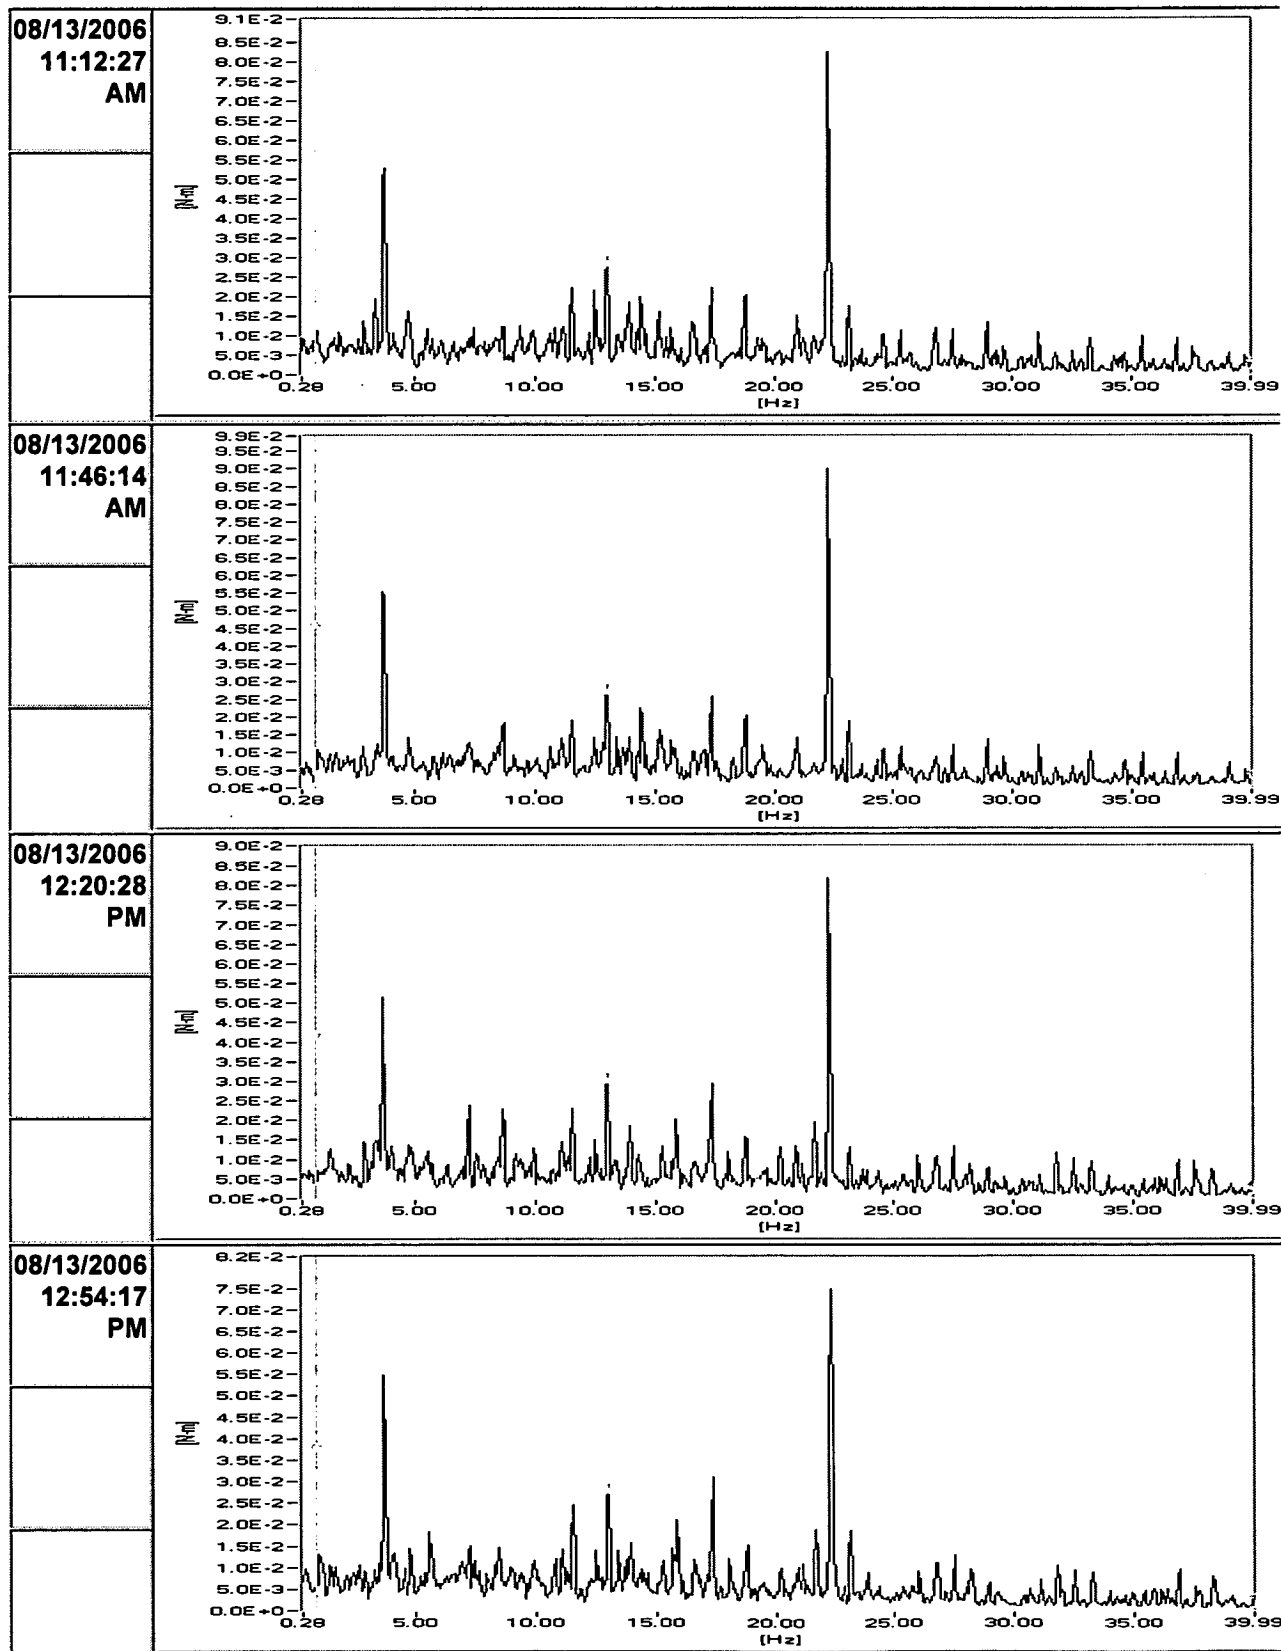 08/13/2006
11:12:27
AM
9.1E-2
8.5E-2
8.0E-2
7.5E-2
7.0E-2
6.5E-2
6.0E-2
5.5E-2
5.0E-2
4.5E-2
4.0E-2
3.5E-2
3.0E-2
2.5E-2
2.0E-2
1.5E-2
1.0E-2
5.0E-3
0.0E+0
[N·m]
0.28 5.00 10.00 15.00 20.00 25.00 30.00 35.00 39.99
[Hz]
08/13/2006
11:46:14
AM
9.9E-2
9.5E-2
9.0E-2
8.5E-2
8.0E-2
7.5E-2
7.0E-2
6.5E-2
6.0E-2
5.5E-2
5.0E-2
4.5E-2
4.0E-2
3.5E-2
3.0E-2
2.5E-2
2.0E-2
1.5E-2
1.0E-2
5.0E-3
0.0E+0
[N·m]
0.28 5.00 10.00 15.00 20.00 25.00 30.00 35.00 39.99
[Hz]
08/13/2006
12:20:28
PM
9.0E-2
8.5E-2
8.0E-2
7.5E-2
7.0E-2
6.5E-2
6.0E-2
5.5E-2
5.0E-2
4.5E-2
4.0E-2
3.5E-2
3.0E-2
2.5E-2
2.0E-2
1.5E-2
1.0E-2
5.0E-3
0.0E+0
[N·m]
0.28 5.00 10.00 15.00 20.00 25.00 30.00 35.00 39.99
[Hz]
08/13/2006
12:54:17
PM
8.2E-2
7.5E-2
7.0E-2
6.5E-2
6.0E-2
5.5E-2
5.0E-2
4.5E-2
4.0E-2
3.5E-2
3.0E-2
2.5E-2
2.0E-2
1.5E-2
1.0E-2
5.0E-3
0.0E+0
[N·m]
0.28 5.00 10.00 15.00 20.00 25.00 30.00 35.00 39.99
[Hz]